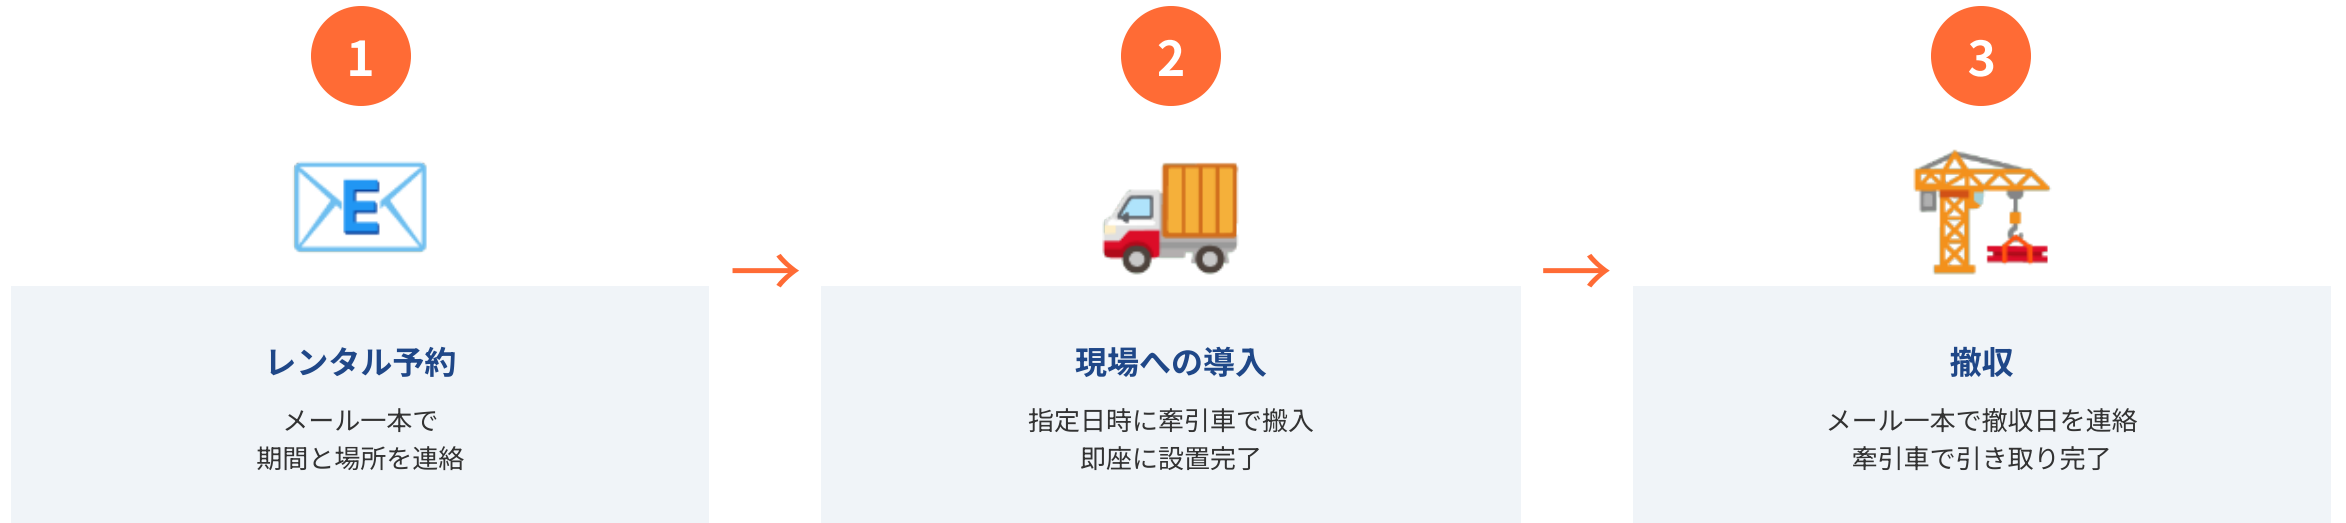 1
E
レンタル予約
メール一本で
期間と場所を連絡
→
2
現場への導入
指定日時に牽引車で搬入
即座に設置完了
→
3
撤収
メール一本で撤収日を連絡
牽引車で引き取り完了